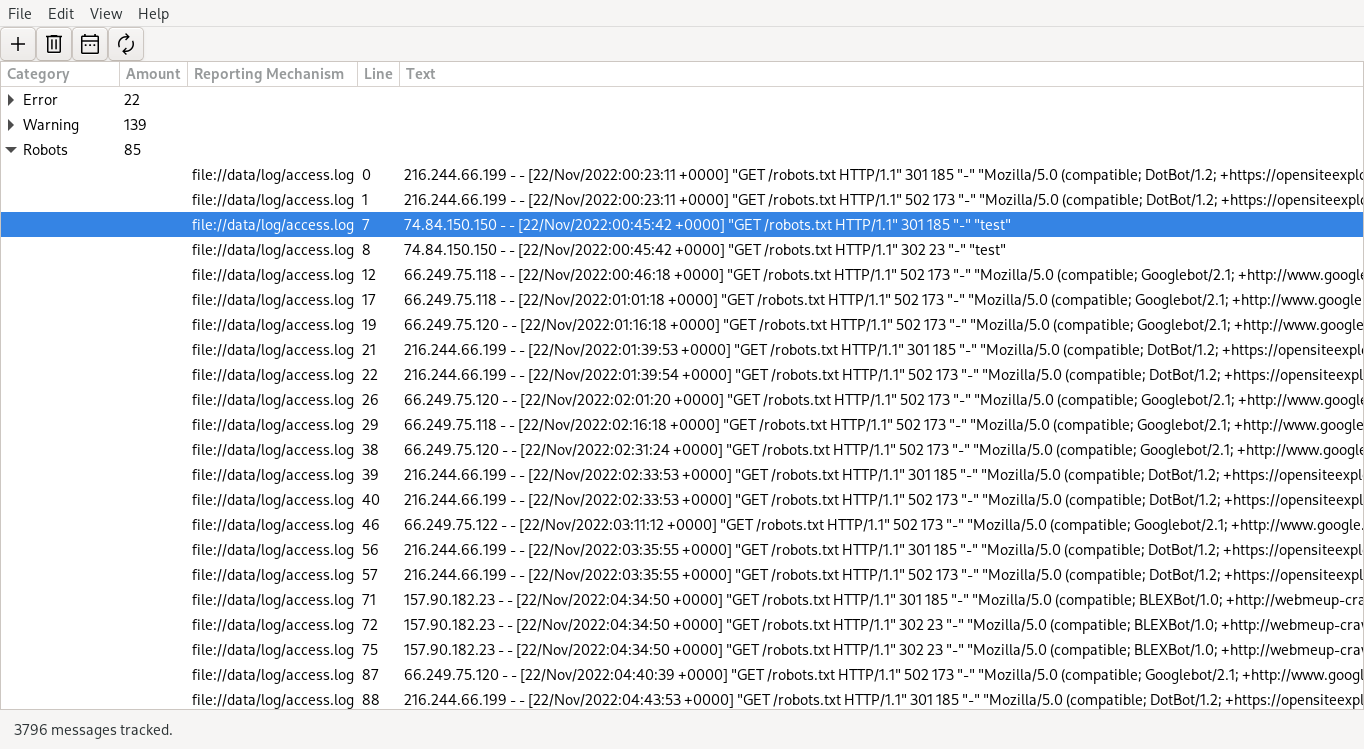 File Edit View Help
Category Amount Reporting Mechanism Line Text
Error 22
Warning 139
Robots 85
file://data/log/access.log 0 216.244.66.199 - - [22/Nov/2022:00:23:11 +0000] "GET /robots.txt HTTP/1.1" 301 185 "-" "Mozilla/5.0 (compatible; DotBot/1.2; +https://opensiteexplo
file://data/log/access.log 1 216.244.66.199 - - [22/Nov/2022:00:23:11 +0000] "GET /robots.txt HTTP/1.1" 502 173 "-" "Mozilla/5.0 (compatible; DotBot/1.2; +https://opensiteexplo
file://data/log/access.log 7 74.84.150.150 - - [22/Nov/2022:00:45:42 +0000] "GET /robots.txt HTTP/1.1" 301 185 "-" "test"
file://data/log/access.log 8 74.84.150.150 - - [22/Nov/2022:00:45:42 +0000] "GET /robots.txt HTTP/1.1" 302 23 "-" "test"
file://data/log/access.log 12 66.249.75.118 - - [22/Nov/2022:00:46:18 +0000] "GET /robots.txt HTTP/1.1" 502 173 "-" "Mozilla/5.0 (compatible; Googlebot/2.1; +http://www.google
file://data/log/access.log 17 66.249.75.118 - - [22/Nov/2022:01:01:18 +0000] "GET /robots.txt HTTP/1.1" 502 173 "-" "Mozilla/5.0 (compatible; Googlebot/2.1; +http://www.google
file://data/log/access.log 19 66.249.75.120 - - [22/Nov/2022:01:16:18 +0000] "GET /robots.txt HTTP/1.1" 502 173 "-" "Mozilla/5.0 (compatible; Googlebot/2.1; +http://www.google
file://data/log/access.log 21 216.244.66.199 - - [22/Nov/2022:01:39:53 +0000] "GET /robots.txt HTTP/1.1" 301 185 "-" "Mozilla/5.0 (compatible; DotBot/1.2; +https://opensiteexpl
file://data/log/access.log 22 216.244.66.199 - - [22/Nov/2022:01:39:54 +0000] "GET /robots.txt HTTP/1.1" 502 173 "-" "Mozilla/5.0 (compatible; DotBot/1.2; +https://opensiteexpl
file://data/log/access.log 26 66.249.75.120 - - [22/Nov/2022:02:01:20 +0000] "GET /robots.txt HTTP/1.1" 502 173 "-" "Mozilla/5.0 (compatible; Googlebot/2.1; +http://www.googl
file://data/log/access.log 29 66.249.75.118 - - [22/Nov/2022:02:16:18 +0000] "GET /robots.txt HTTP/1.1" 502 173 "-" "Mozilla/5.0 (compatible; Googlebot/2.1; +http://www.google
file://data/log/access.log 38 66.249.75.120 - - [22/Nov/2022:02:31:24 +0000] "GET /robots.txt HTTP/1.1" 502 173 "-" "Mozilla/5.0 (compatible; Googlebot/2.1; +http://www.googl
file://data/log/access.log 39 216.244.66.199 - - [22/Nov/2022:02:33:53 +0000] "GET /robots.txt HTTP/1.1" 301 185 "-" "Mozilla/5.0 (compatible; DotBot/1.2; +https://opensiteexpl
file://data/log/access.log 40 216.244.66.199 - - [22/Nov/2022:02:33:53 +0000] "GET /robots.txt HTTP/1.1" 502 173 "-" "Mozilla/5.0 (compatible; DotBot/1.2; +https://opensiteexpl
file://data/log/access.log 46 66.249.75.122 - - [22/Nov/2022:03:11:12 +0000] "GET /robots.txt HTTP/1.1" 502 173 "-" "Mozilla/5.0 (compatible; Googlebot/2.1; +http://www.google.
file://data/log/access.log 56 216.244.66.199 - - [22/Nov/2022:03:35:55 +0000] "GET /robots.txt HTTP/1.1" 301 185 "-" "Mozilla/5.0 (compatible; DotBot/1.2; +https://opensiteexpl
file://data/log/access.log 57 216.244.66.199 - - [22/Nov/2022:03:35:55 +0000] "GET /robots.txt HTTP/1.1" 502 173 "-" "Mozilla/5.0 (compatible; DotBot/1.2; +https://opensiteexpl
file://data/log/access.log 71 157.90.182.23 - - [22/Nov/2022:04:34:50 +0000] "GET /robots.txt HTTP/1.1" 301 185 "-" "Mozilla/5.0 (compatible; BLEXBot/1.0; +http://webmeup-cra
file://data/log/access.log 72 157.90.182.23 - - [22/Nov/2022:04:34:50 +0000] "GET /robots.txt HTTP/1.1" 302 23 "-" "Mozilla/5.0 (compatible; BLEXBot/1.0; +http://webmeup-crav
file://data/log/access.log 75 157.90.182.23 - - [22/Nov/2022:04:34:50 +0000] "GET /robots.txt HTTP/1.1" 302 23 "-" "Mozilla/5.0 (compatible; BLEXBot/1.0; +http://webmeup-crav
file://data/log/access.log 87 66.249.75.120 - - [22/Nov/2022:04:40:39 +0000] "GET /robots.txt HTTP/1.1" 502 173 "-" "Mozilla/5.0 (compatible; Googlebot/2.1; +http://www.googl
file://data/log/access.log 88 216.244.66.199 - - [22/Nov/2022:04:43:53 +0000] "GET /robots.txt HTTP/1.1" 301 185 "-" "Mozilla/5.0 (compatible; DotBot/1.2; +https://opensiteexpl
3796 messages tracked.